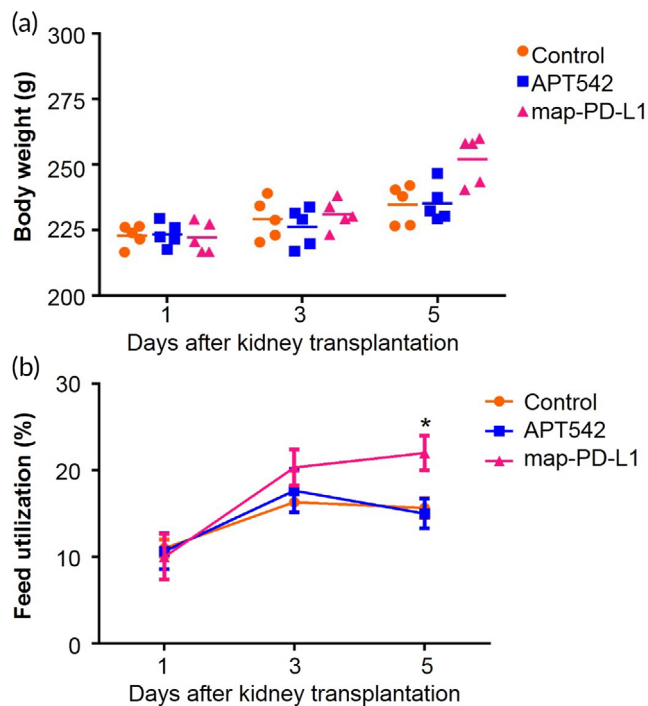 (a)
Body weight (g)
300
275
250
225
200
1 3 5
Days after kidney transplantation
Control
APT542
map-PD-L1
(b)
Feed utilization (%)
30
20
10
0
*
1 3 5
Days after kidney transplantation
Control
APT542
map-PD-L1